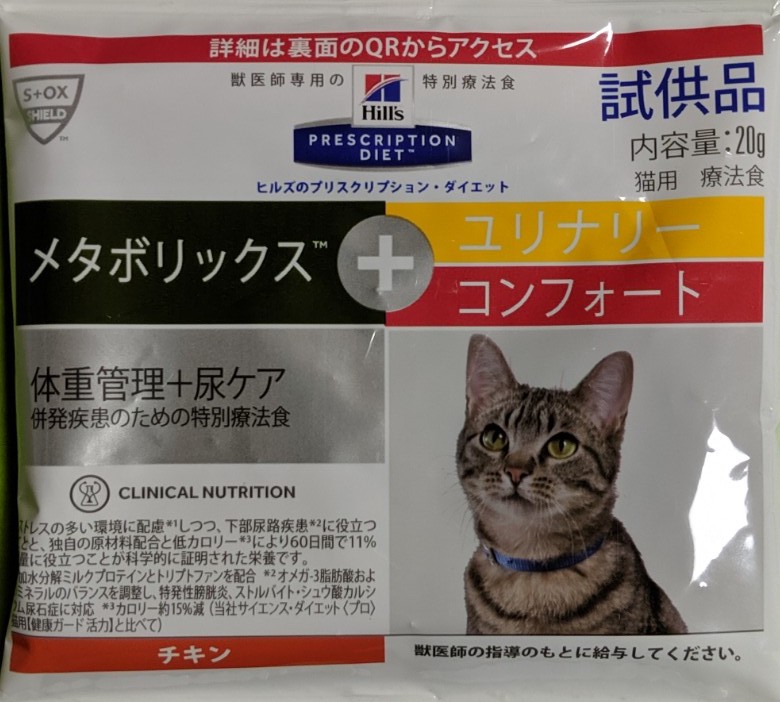 詳細は裏面のQRからアクセス
S+OX
SHIELD
TM
獣医師専用の
特別療法食
Hill's
PRESCRIPTION
DIET™
ヒルズのプリスクリプション・ダイエット
試供品
内容量:20g
猫用 療法食
メタボリックス™
+
ユリナリー
コンフォート
体重管理+尿ケア
併発疾患のための特別療法食
CLINICAL NUTRITION
トレスの多い環境に配慮*1しつつ、下部尿路疾患*2に役立つ
こと、独自の原材料配合と低カロリー*3により60日間で11%
量に役立つことが科学的に証明された栄養です。
加水分解ミルクプロテインとトリプトファンを配合 *2オメガ-3脂肪酸およ
ミネラルのバランスを調整し、特発性膀胱炎、ストルバイト・シュウ酸カルシ
ム尿石症に対応 *3カロリー約15%減(当社サイエンス・ダイエット〈プロ〉
猫用【健康ガード 活力】と比べて)
チキン
獣医師の指導のもとに給与してください。